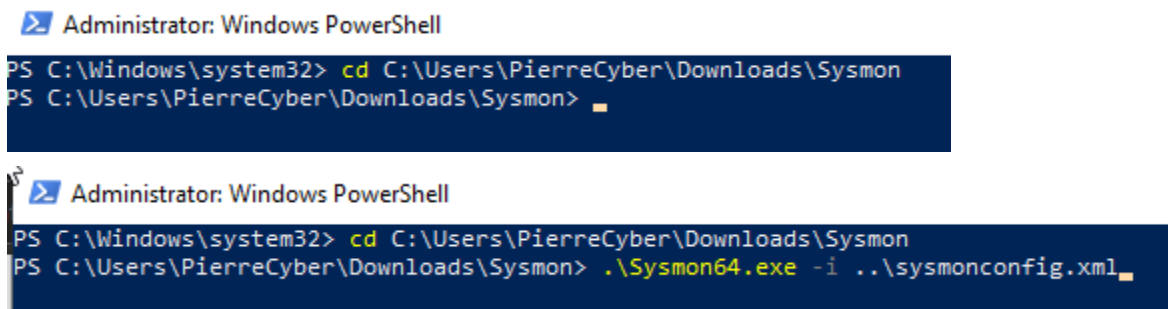 Administrator: Windows PowerShell
PS C:\Windows\system32> cd C:\Users\PierreCyber\Downloads\Sysmon
PS C:\Users\PierreCyber\Downloads\Sysmon>
Administrator: Windows PowerShell
PS C:\Windows\system32> cd C:\Users\PierreCyber\Downloads\Sysmon
PS C:\Users\PierreCyber\Downloads\Sysmon> .\Sysmon64.exe -i ..\sysmonconfig.xml